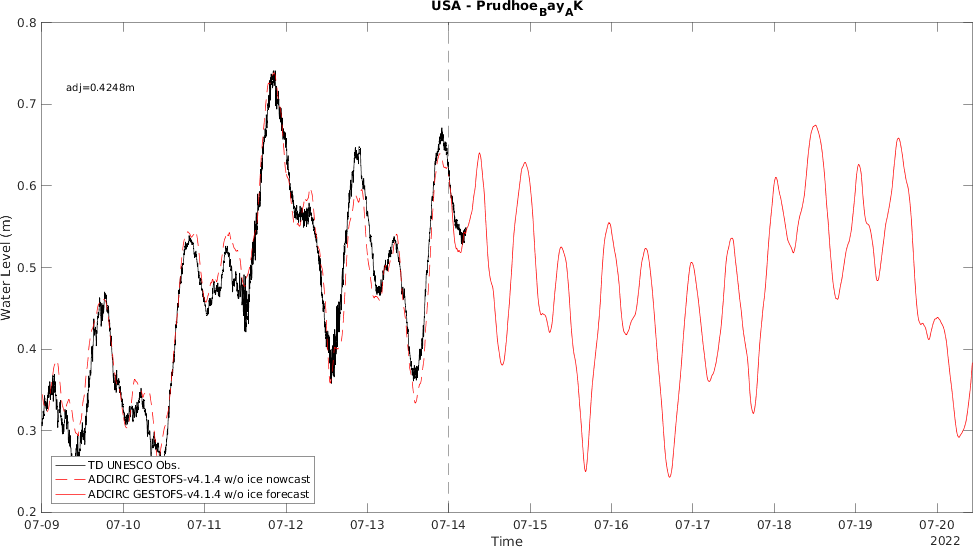 USA - PrudhoeBayAK
0.8
adj=0.4248m
0.7
0.6
0.5
0.4
0.3
0.2
Water Level (m)
TD UNESCO Obs.
ADCIRC GESTOFS-v4.1.4 w/o ice nowcast
ADCIRC GESTOFS-v4.1.4 w/o ice forecast
07-09 07-10 07-11 07-12 07-13 07-14 07-15 07-16 07-17 07-18 07-19 07-20
Time
2022